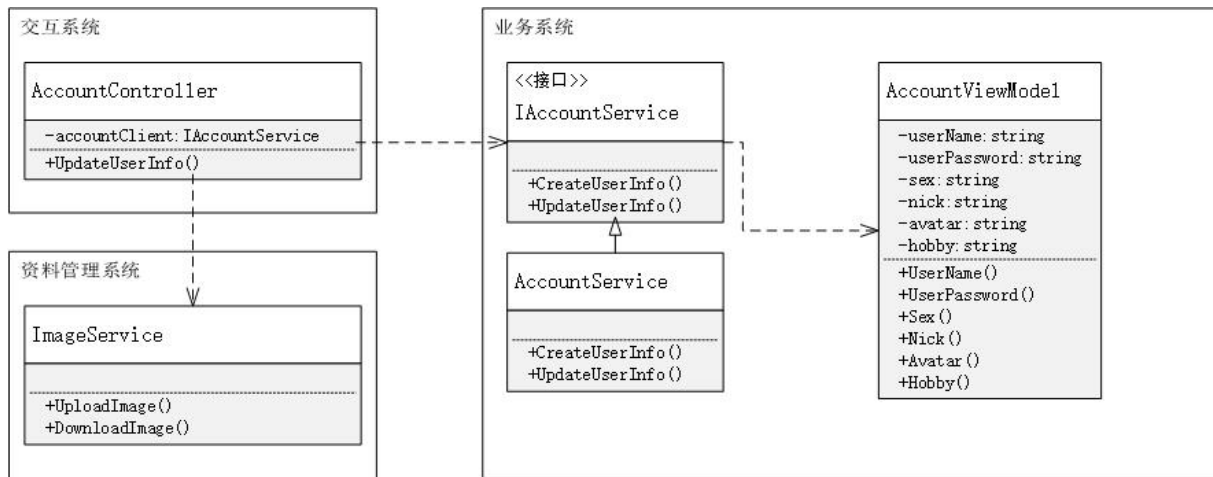 交互系统
AccountController
-accountClient:IAccountService
+UpdateUserInfo()
资料管理系统
ImageService
+UploadImage()
+DownloadImage()
业务系统
<<接口>>
IAccountService
+CreateUserInfo()
+UpdateUserInfo()
AccountService
+CreateUserInfo()
+UpdateUserInfo()
AccountViewModel
-userName:string
-userPassword:string
-sex:string
-nick:string
-avatar:string
-hobby:string
+UserName()
+UserPassword()
+Sex()
+Nick()
+Avatar()
+Hobby()